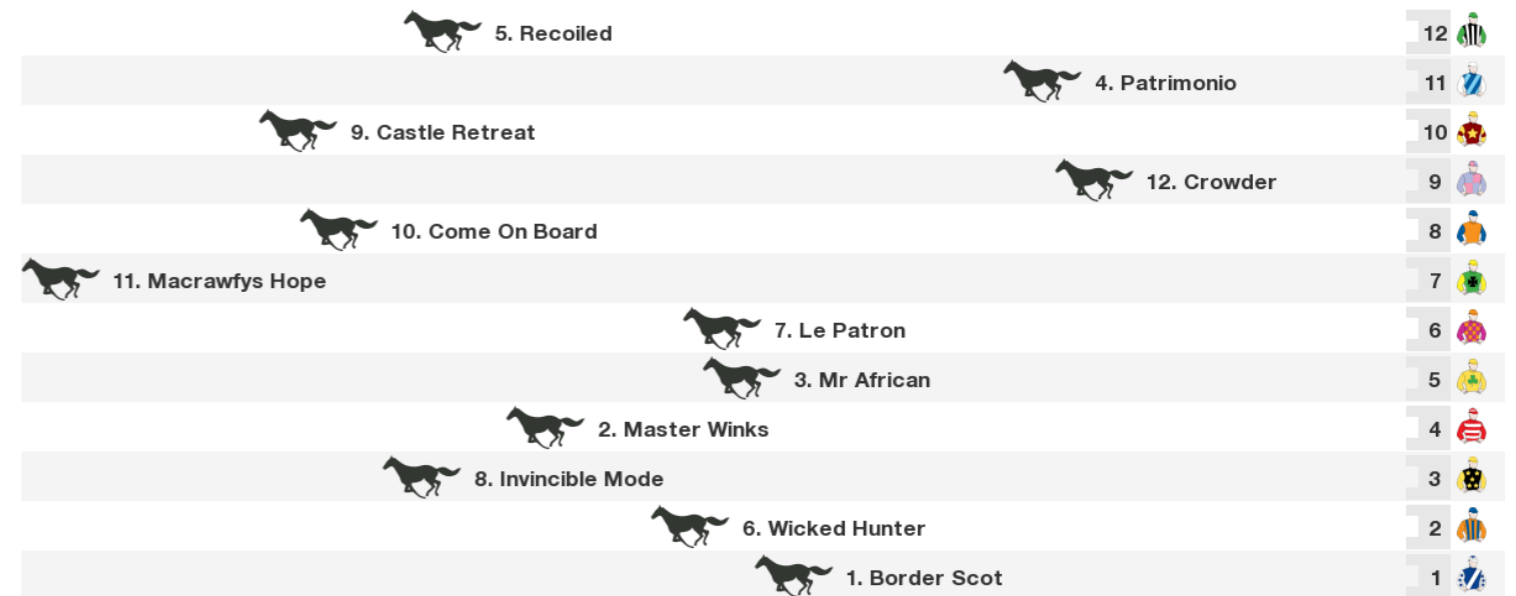 5. Recoiled 12
4. Patrimonio 11
9. Castle Retreat 10
12. Crowder 9
10. Come On Board 8
11. Macrawfys Hope 7
7. Le Patron 6
3. Mr African 5
2. Master Winks 4
8. Invincible Mode 3
6. Wicked Hunter 2
1. Border Scot 1